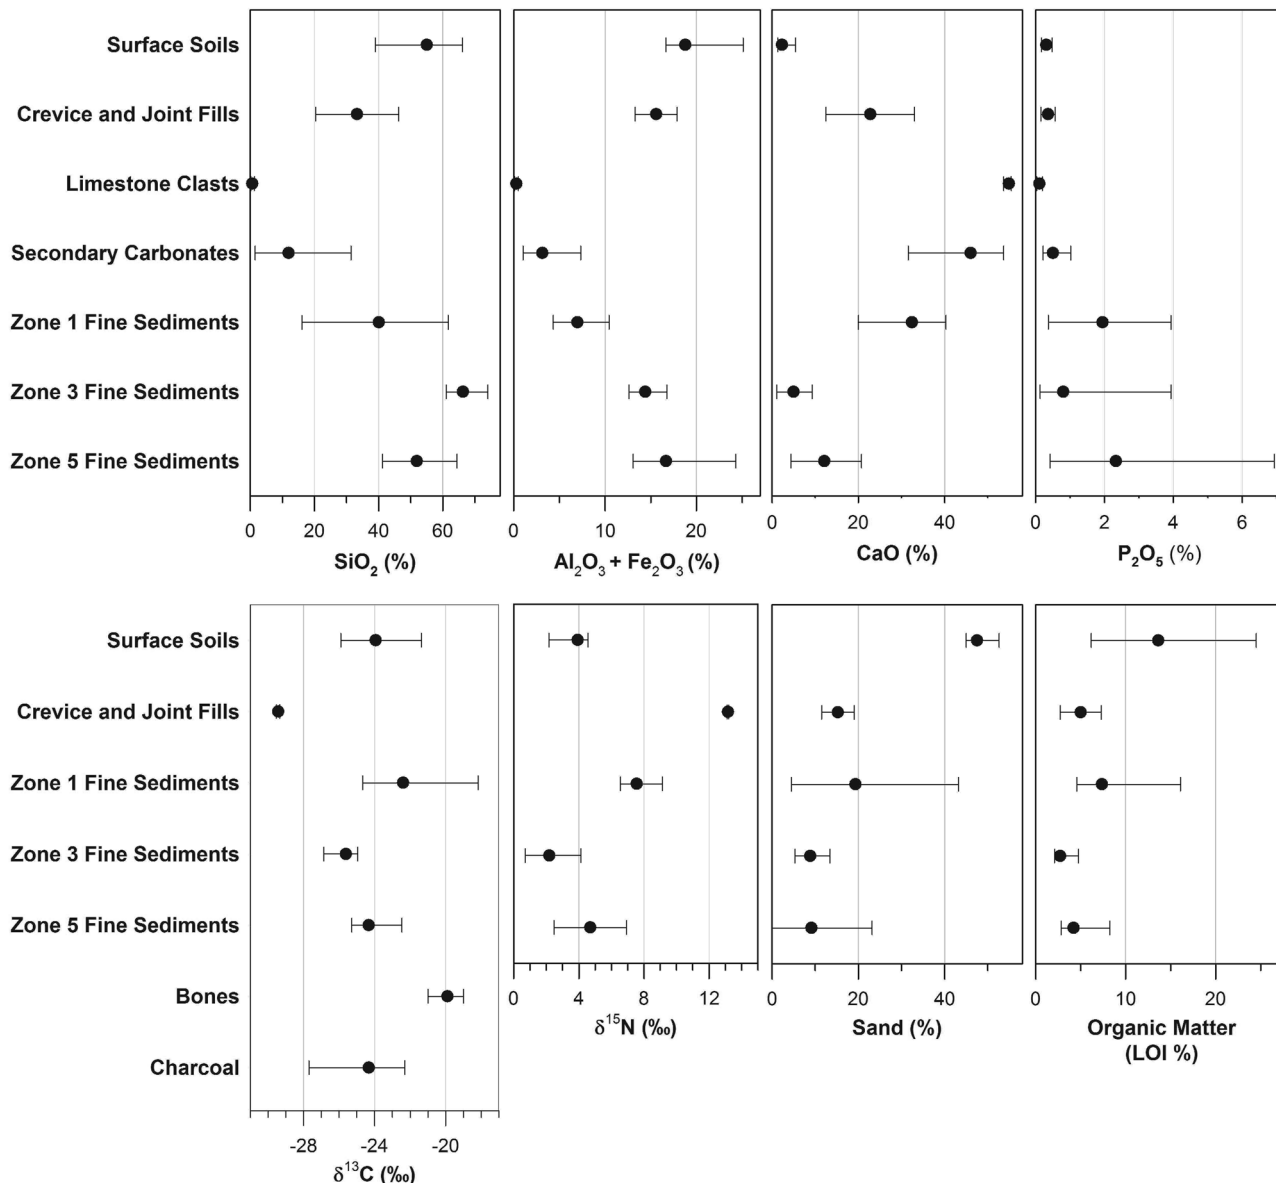 Surface Soils
Crevice and Joint Fills
Limestone Clasts
Secondary Carbonates
Zone 1 Fine Sediments
Zone 3 Fine Sediments
Zone 5 Fine Sediments
0 20 40 60
SiO₂ (%)
0 10 20
Al₂O₃ + Fe₂O₃ (%)
0 20 40
CaO (%)
0 2 4 6
P₂O₅ (%)
Surface Soils
Crevice and Joint Fills
Zone 1 Fine Sediments
Zone 3 Fine Sediments
Zone 5 Fine Sediments
Bones
Charcoal
-28 -24 -20
δ¹³C (‰)
0 4 8 12
δ¹⁵N (‰)
0 20 40
Sand (%)
0 10 20
Organic Matter
(LOI %)